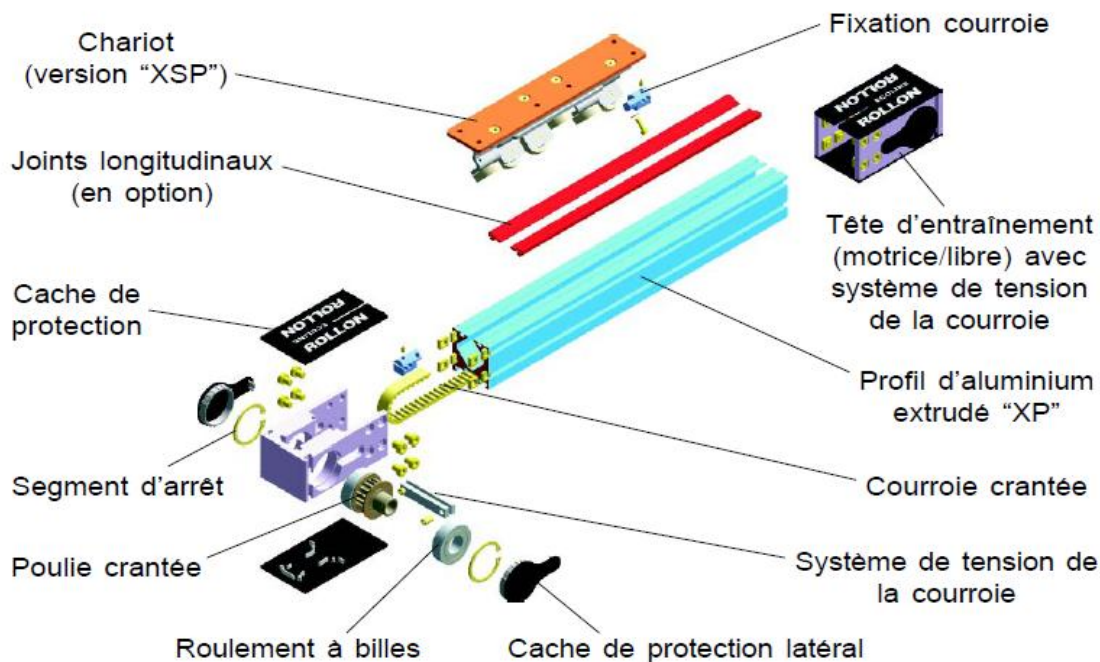 Chariot
(version “XSP”)
Fixation courroie
ROLLON
ROLLON
Joints longitudinaux
(en option)
Tête d’entraînement
(motrice/libre) avec
système de tension
de la courroie
Cache de
protection
ROLLON
ROLLON
Profil d’aluminium
extrudé “XP”
Segment d’arrêt
Courroie crantée
Poulie crantée
Système de tension de
la courroie
Roulement à billes
Cache de protection latéral